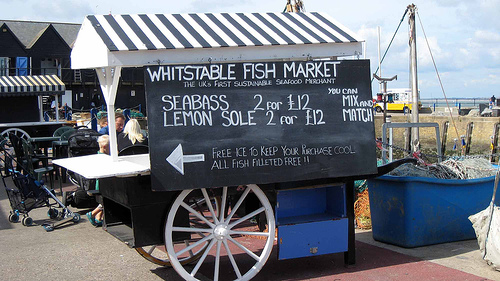 WHITSTABLE FISH MARKET
THE UK'S FIRST SUSTAINABLE SEAFOOD MERCHANT
SEABASS 2 FOR £12
LEMON SOLE 2 FOR £12
YOU CAN
MIX AND
MATCH
FREE ICE TO KEEP YOUR PURCHASE COOL
ALL FISH FILLETED FREE!!